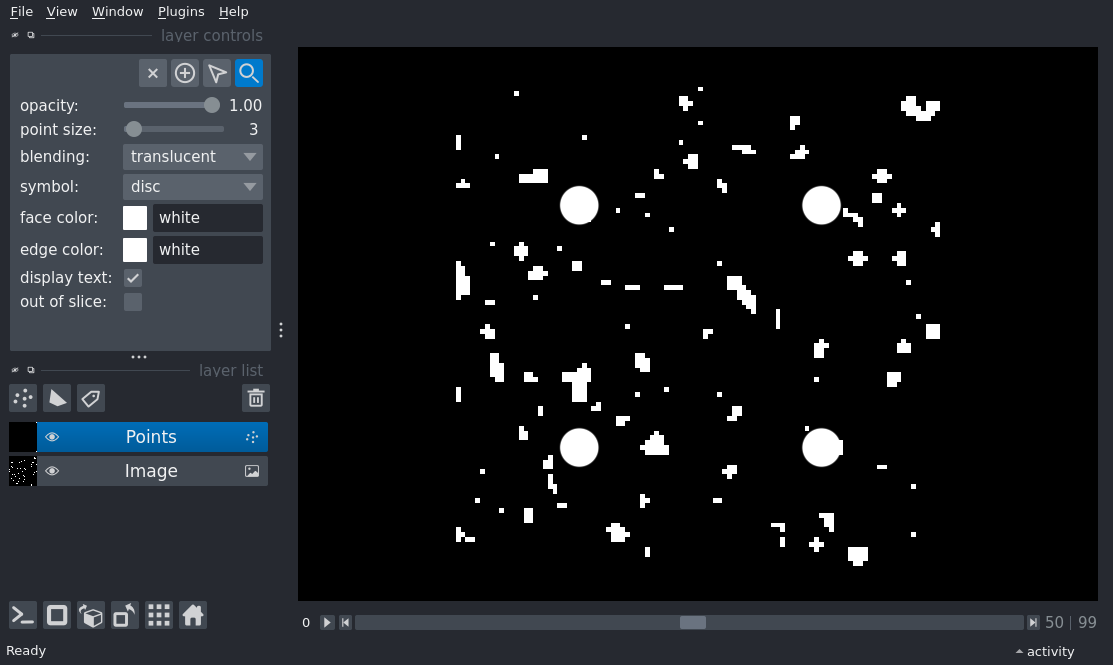 File View Window Plugins Help
layer controls
opacity: 1.00
point size: 3
blending: translucent
symbol: disc
face color: white
edge color: white
display text:
out of slice:
layer list
Points
Image
0 50 | 99
Ready activity